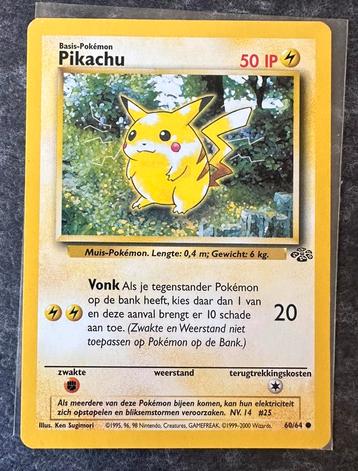 Basis-Pokémon
Pikachu
50 IP
Muis-Pokémon. Lengte: 0,4 m; Gewicht: 6 kg.
Vonk Als je tegenstander Pokémon
op de bank heeft, kies daar dan 1 van
en deze aanval brengt er 10 schade
aan toe. (Zwakte en Weerstand niet
toepassen op Pokémon op de Bank.)
20
zwakte weerstand terugtrekkingskosten
Als meerdere van deze Pokémon bijeen komen, kan hun elektriciteit
zich opstapelen en bliksemstormen veroorzaken. NV. 14 #25
Illus. Ken Sugimori ©1995, 96, 98 Nintendo, Creatures, GAMEFREAK. ©1999-2000 Wizards. 60/64